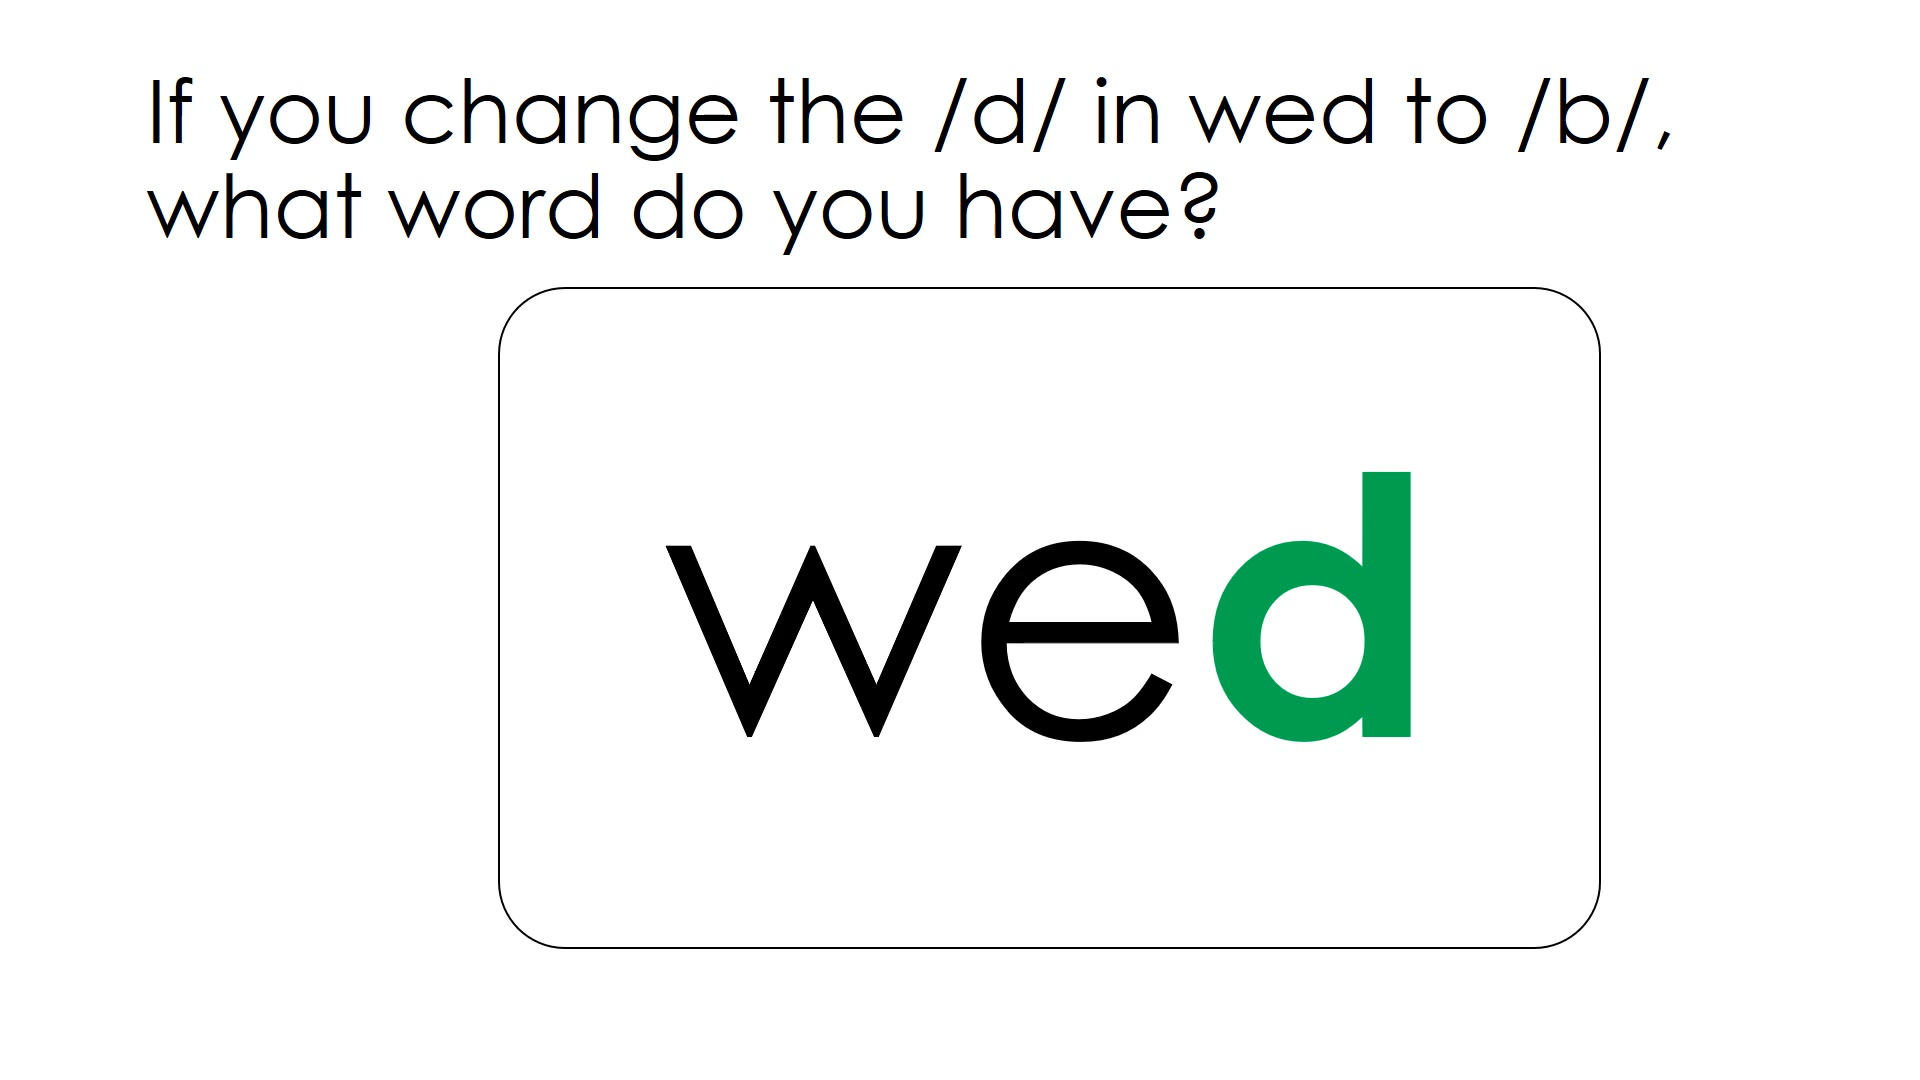 If you change the /d/ in wed to /b/,
what word do you have?
wed